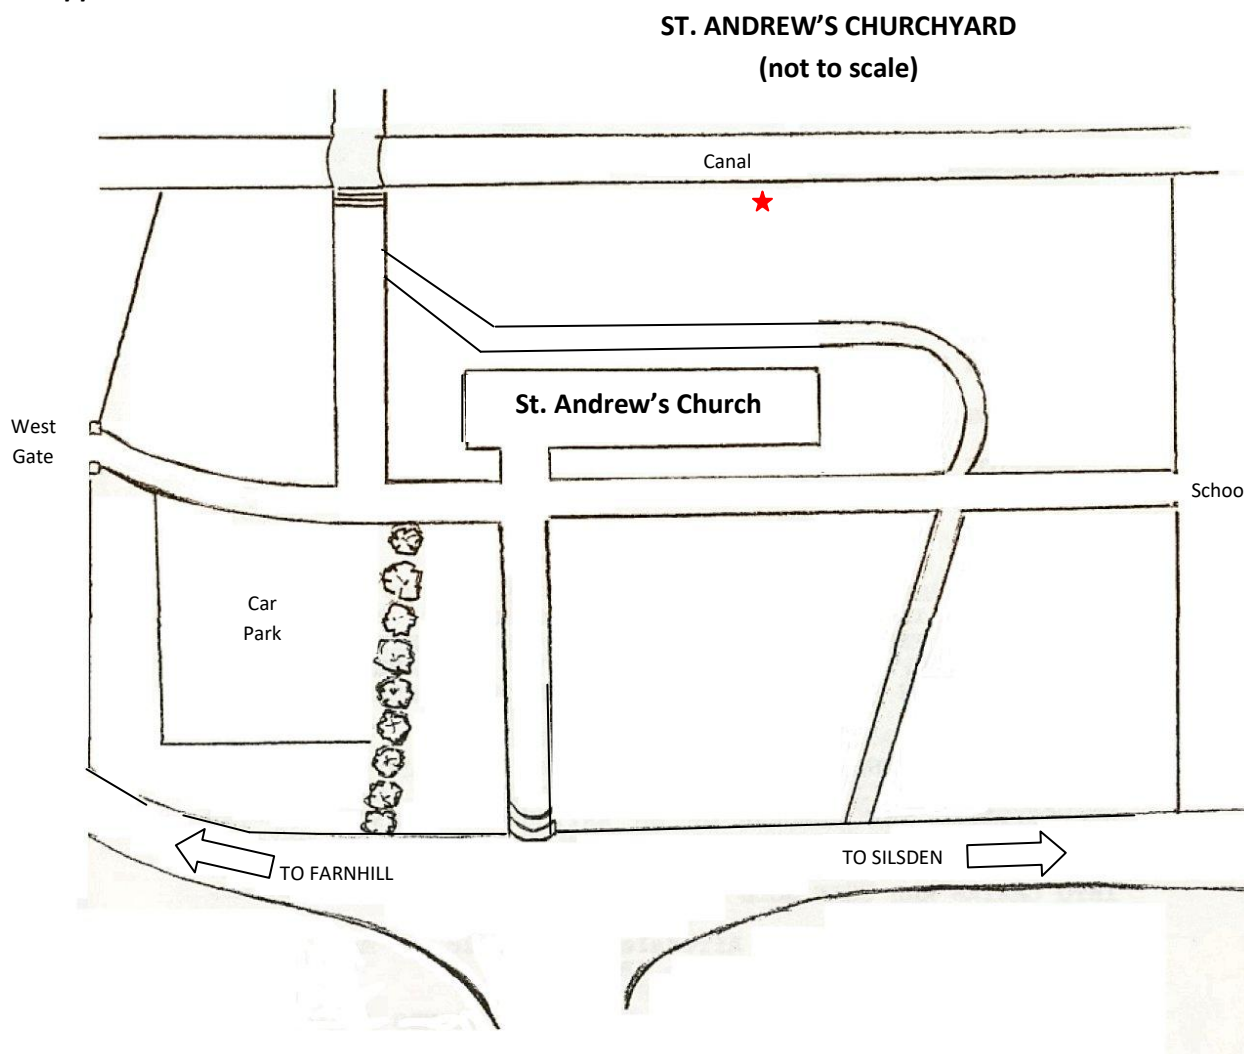 ST. ANDREW’S CHURCHYARD
(not to scale)
Canal
St. Andrew’s Church
West
Gate
Schoo
Car
Park
TO SILSDEN
TO FARNHILL